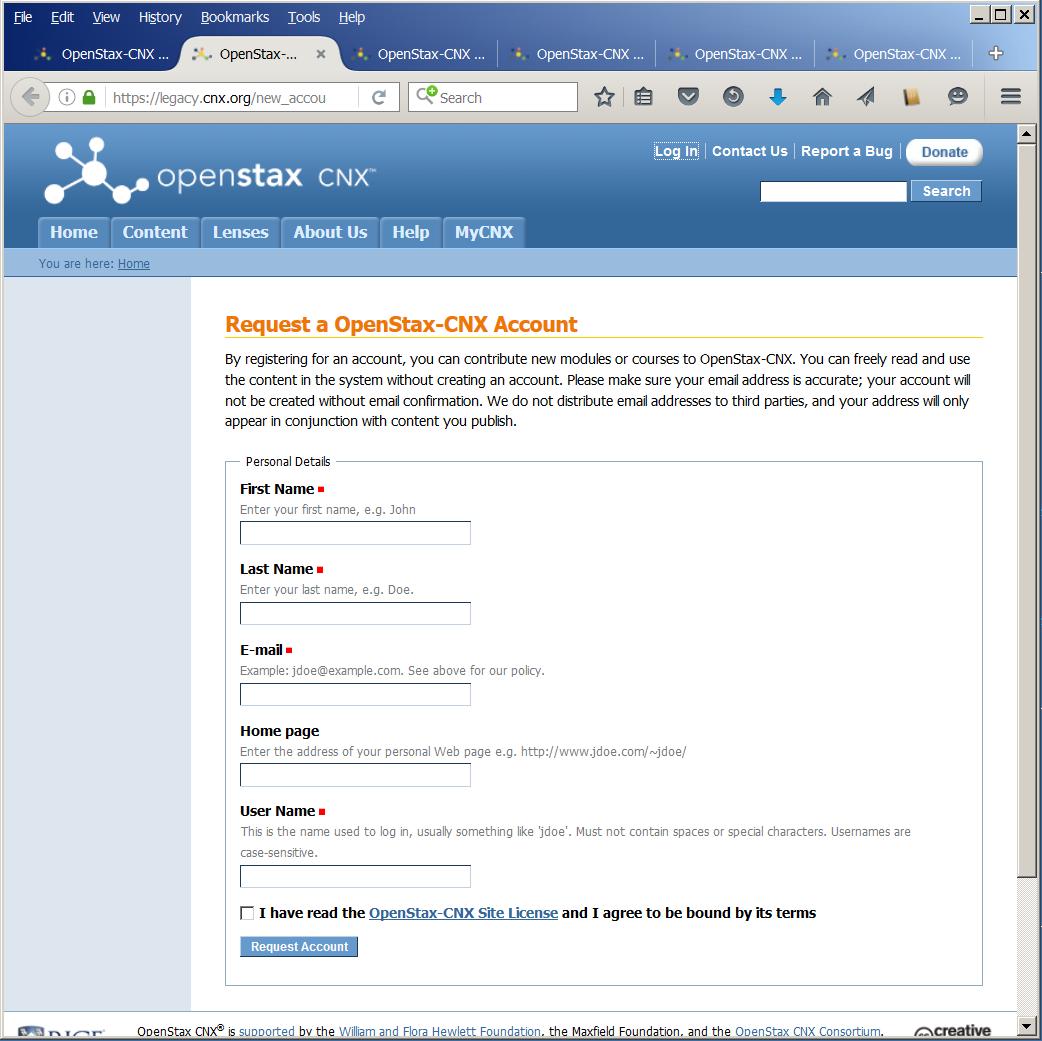 File Edit View History Bookmarks Tools Help
OpenStax-CNX ... OpenStax-... OpenStax-CNX ... OpenStax-CNX ... OpenStax-CNX ... OpenStax-CNX ...
https://legacy.cnx.org/new_accou Search
Log In Contact Us Report a Bug Donate
openstax CNX™
Search
Home Content Lenses About Us Help MyCNX
You are here: Home
Request a OpenStax-CNX Account
By registering for an account, you can contribute new modules or courses to OpenStax-CNX. You can freely read and use
the content in the system without creating an account. Please make sure your email address is accurate; your account will
not be created without email confirmation. We do not distribute email addresses to third parties, and your address will only
appear in conjunction with content you publish.
Personal Details
First Name
Enter your first name, e.g. John
Last Name
Enter your last name, e.g. Doe.
E-mail
Example: jdoe@example.com. See above for our policy.
Home page
Enter the address of your personal Web page e.g. http://www.jdoe.com/~jdoe/
User Name
This is the name used to log in, usually something like 'jdoe'. Must not contain spaces or special characters. Usernames are
case-sensitive.
I have read the OpenStax-CNX Site License and I agree to be bound by its terms
Request Account
RICE OpenStax CNX® is supported by the William and Flora Hewlett Foundation, the Maxfield Foundation, and the OpenStax CNX Consortium. creative